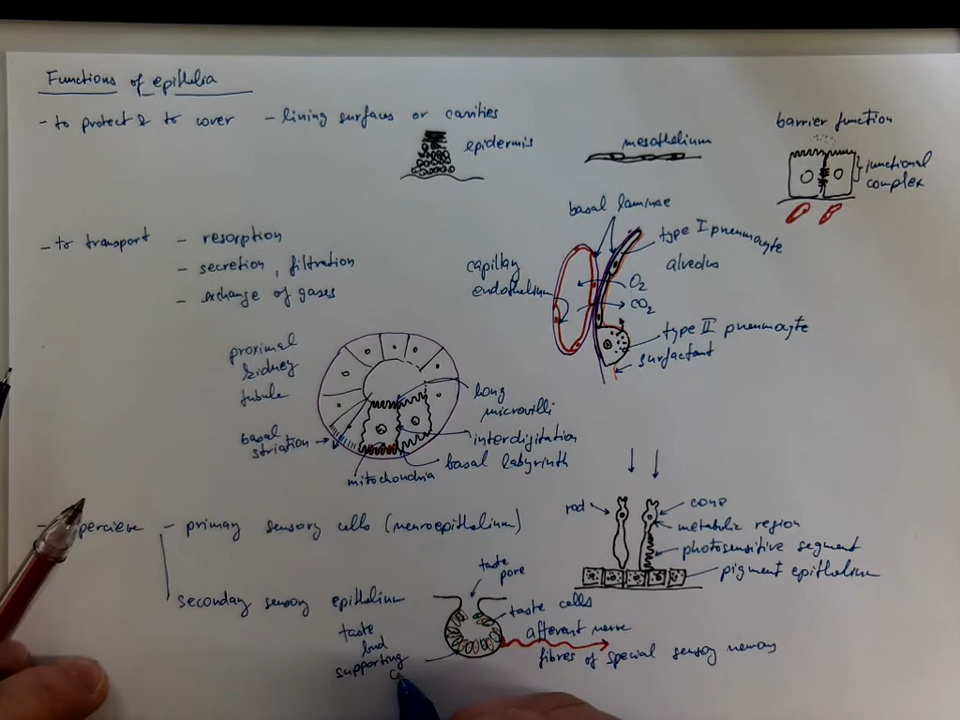 Functions of epithelia
- to protect & to cover - lining surfaces or cavities
epidermis
mesothelium
barrier function
junctional
complex
- to transport - resorption
- secretion, filtration
- exchange of gases
basal laminae
type I pneumocyte
alveolus
capillary
endothelium
O2
CO2
type II pneumocyte
surfactant
proximal
kidney
tubule
long
microvilli
interdigitation
basal labyrinth
basal
striation
mitochondria
percieve - primary sensory cells (neuroepithelium)
rod
cone
metabolic region
photosensitive segment
pigment epithelium
secondary sensory epithelium
taste
pore
taste cells
taste
bud
supporting
afferent nerve
fibres of special sensory